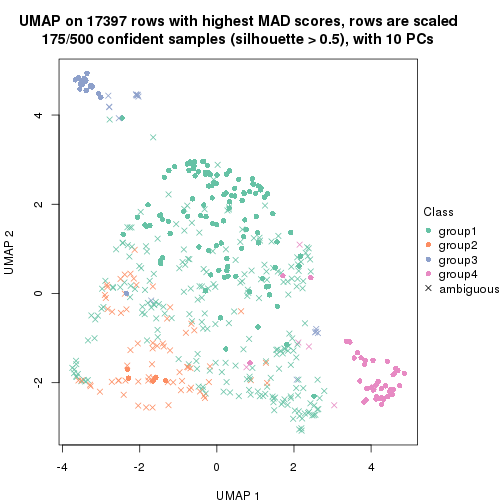 UMAP on 17397 rows with highest MAD scores, rows are scaled
175/500 confident samples (silhouette > 0.5), with 10 PCs
4
2
0
-2
UMAP 2
-4
-2
0
2
4
UMAP 1
Class
group1
group2
group3
group4
ambiguous